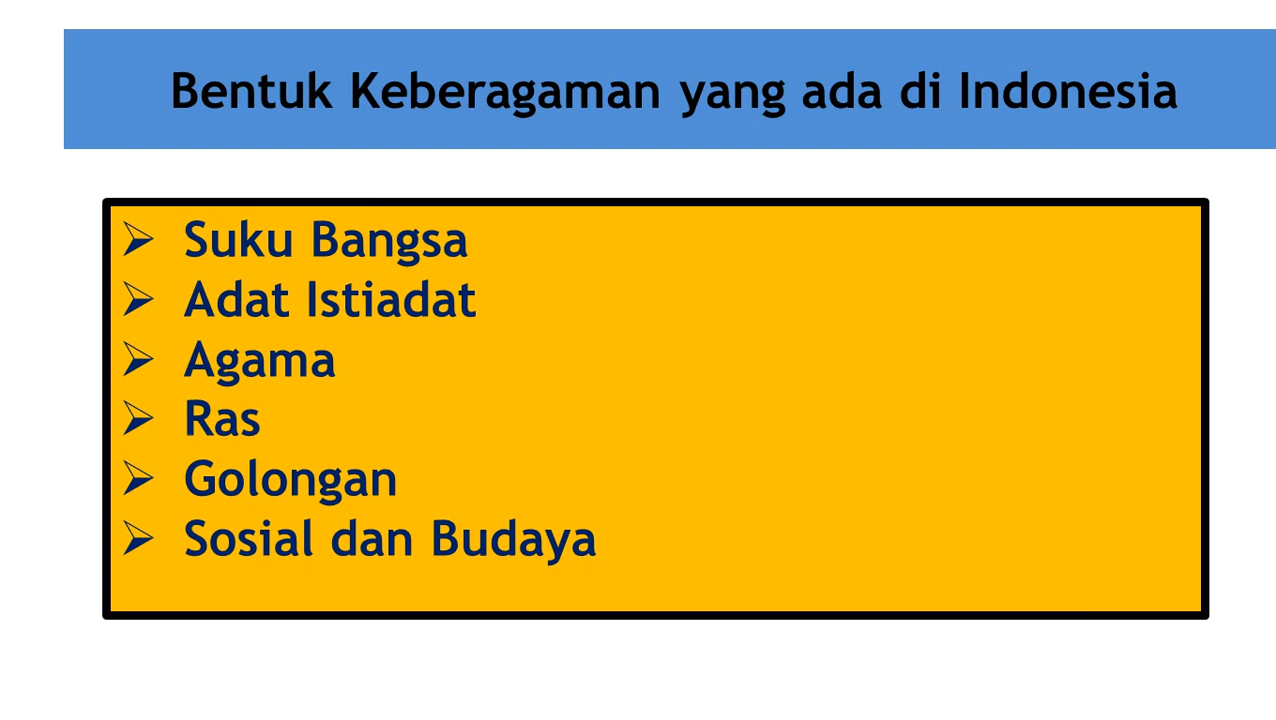 Bentuk Keberagaman yang ada di Indonesia
➢ Suku Bangsa
➢ Adat Istiadat
➢ Agama
➢ Ras
➢ Golongan
➢ Sosial dan Budaya